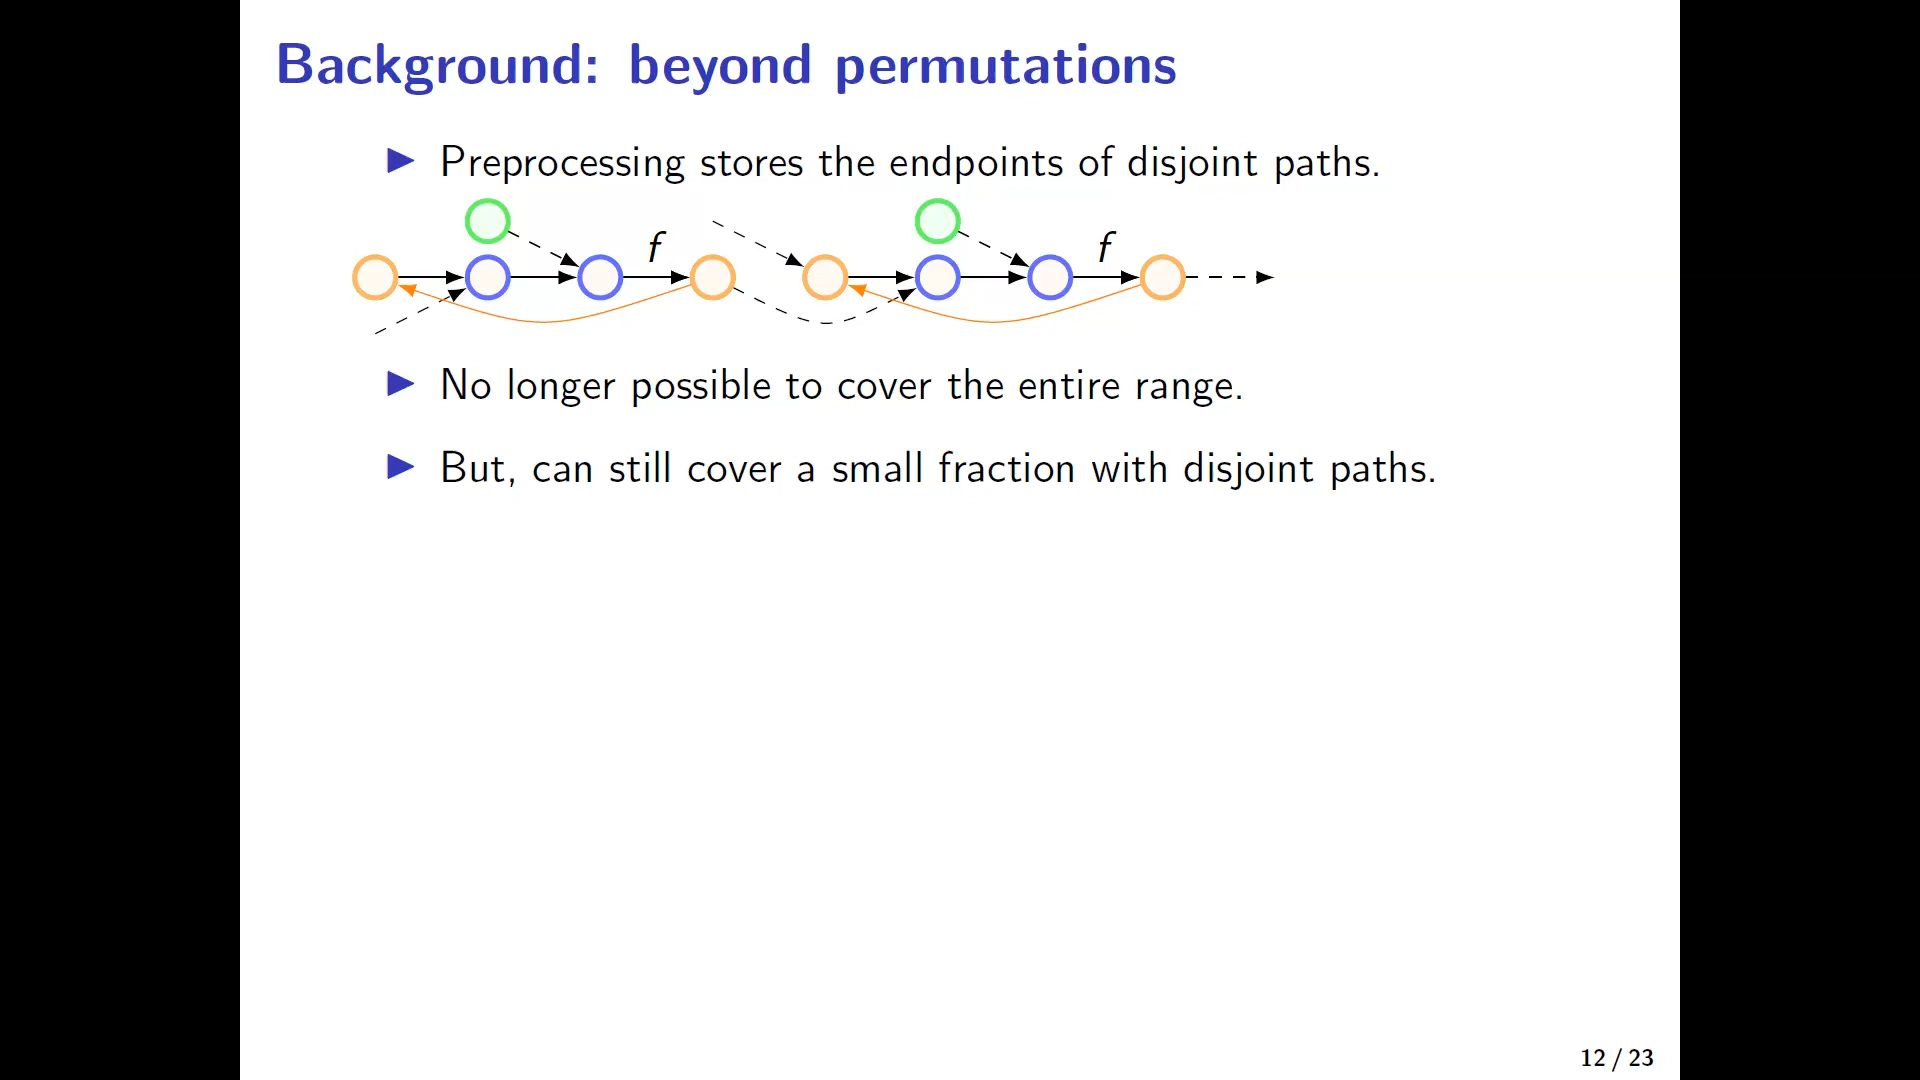 Background: beyond permutations
Preprocessing stores the endpoints of disjoint paths.
f f
No longer possible to cover the entire range.
But, can still cover a small fraction with disjoint paths.
12 / 23